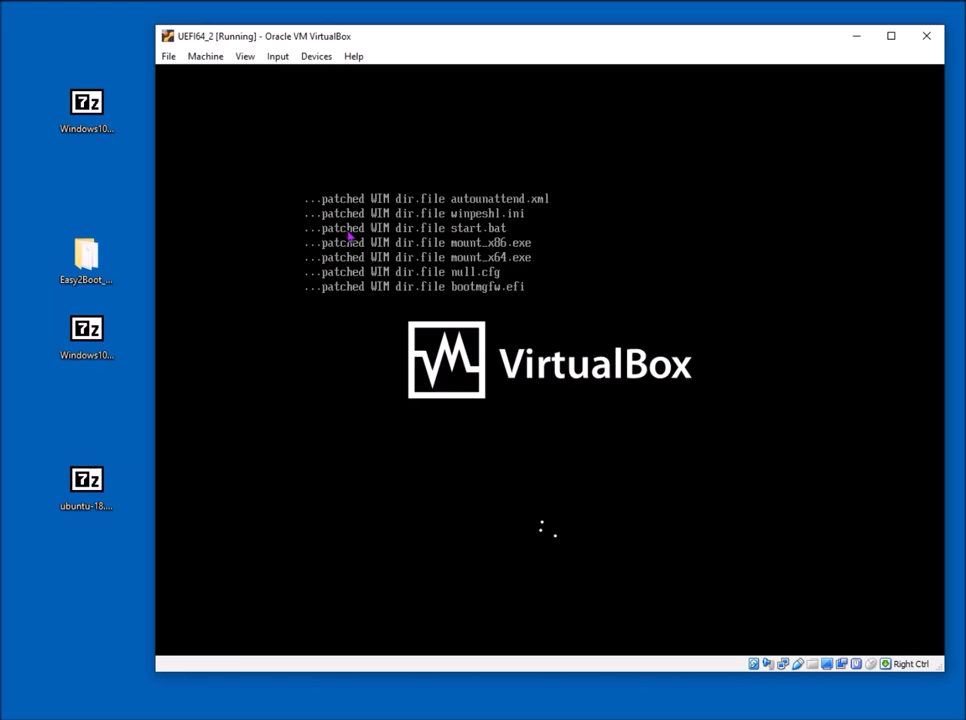 UEFI64_2 [Running] - Oracle VM VirtualBox
File Machine View Input Devices Help
7z
Windows10...
Easy2Boot_...
7z
Windows10...
7z
ubuntu-18....
...patched WIM dir.file autounattend.xml
...patched WIM dir.file winpeshl.ini
...patched WIM dir.file start.bat
...patched WIM dir.file mount_x86.exe
...patched WIM dir.file mount_x64.exe
...patched WIM dir.file null.cfg
...patched WIM dir.file bootmgfw.efi
VirtualBox
Right Ctrl